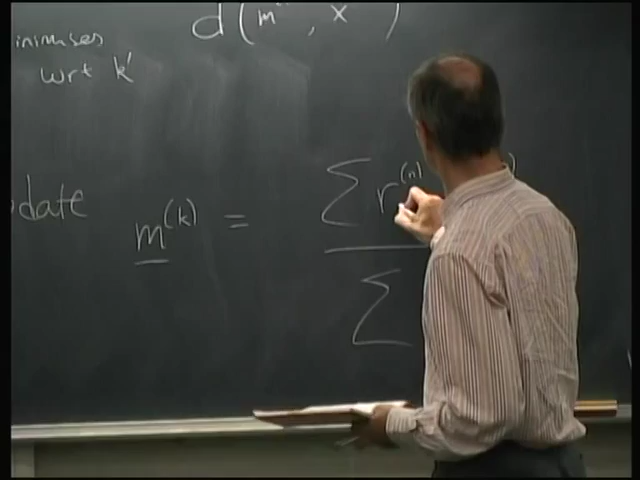 d(m , x )
inimises
wrt k'
date
m^(k) = Σ r^(n)
Σ